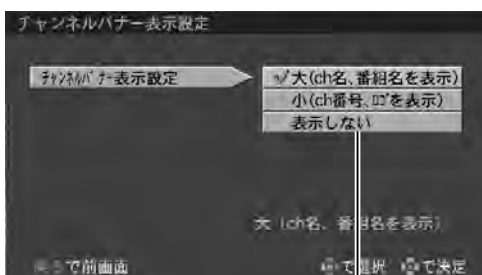 チャンネルバナー表示設定
ﾁｬﾝﾈﾙﾊﾞﾅｰ表示設定
✓大(ch名、番組名を表示)
小(ch番号、ﾛｺﾞを表示)
表示しない
大（ch名、番組名を表示）
で前画面
で選択 で決定